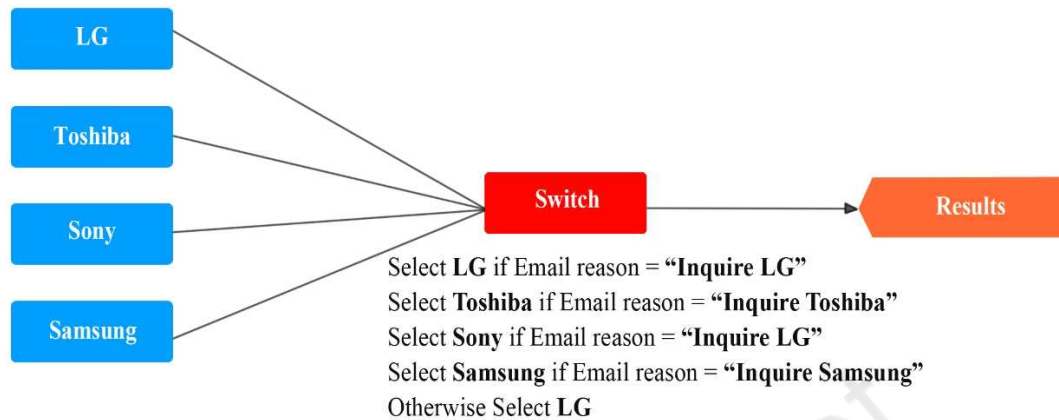 LG
Toshiba
Sony
Samsung
Switch
Results
Select LG if Email reason = “Inquire LG”
Select Toshiba if Email reason = “Inquire Toshiba”
Select Sony if Email reason = “Inquire LG”
Select Samsung if Email reason = “Inquire Samsung”
Otherwise Select LG